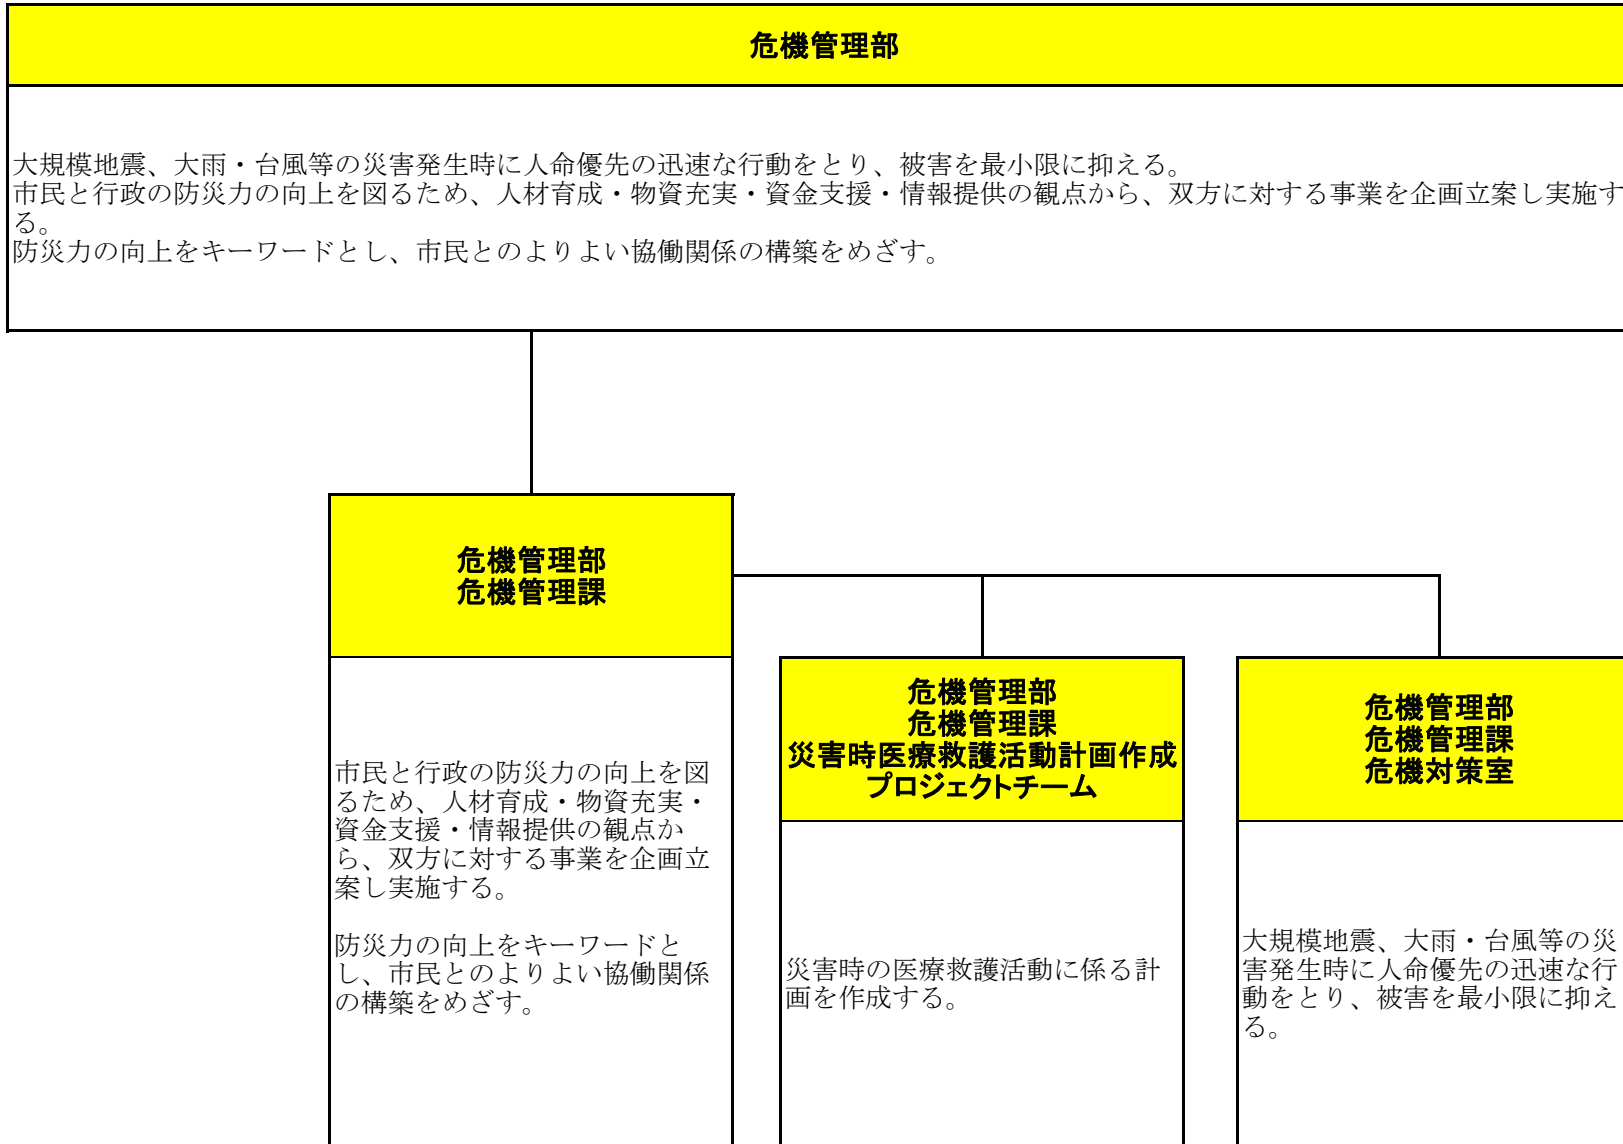 危機管理部
大規模地震、大雨・台風等の災害発生時に人命優先の迅速な行動をとり、被害を最小限に抑える。
市民と行政の防災力の向上を図るため、人材育成・物資充実・資金支援・情報提供の観点から、双方に対する事業を企画立案し実施す
る。
防災力の向上をキーワードとし、市民とのよりよい協働関係の構築をめざす。
危機管理部
危機管理課
市民と行政の防災力の向上を図
るため、人材育成・物資充実・
資金支援・情報提供の観点か
ら、双方に対する事業を企画立
案し実施する。
防災力の向上をキーワードと
し、市民とのよりよい協働関係
の構築をめざす。
危機管理部
危機管理課
災害時医療救護活動計画作成
プロジェクトチーム
災害時の医療救護活動に係る計
画を作成する。
危機管理部
危機管理課
危機対策室
大規模地震、大雨・台風等の災
害発生時に人命優先の迅速な行
動をとり、被害を最小限に抑え
る。